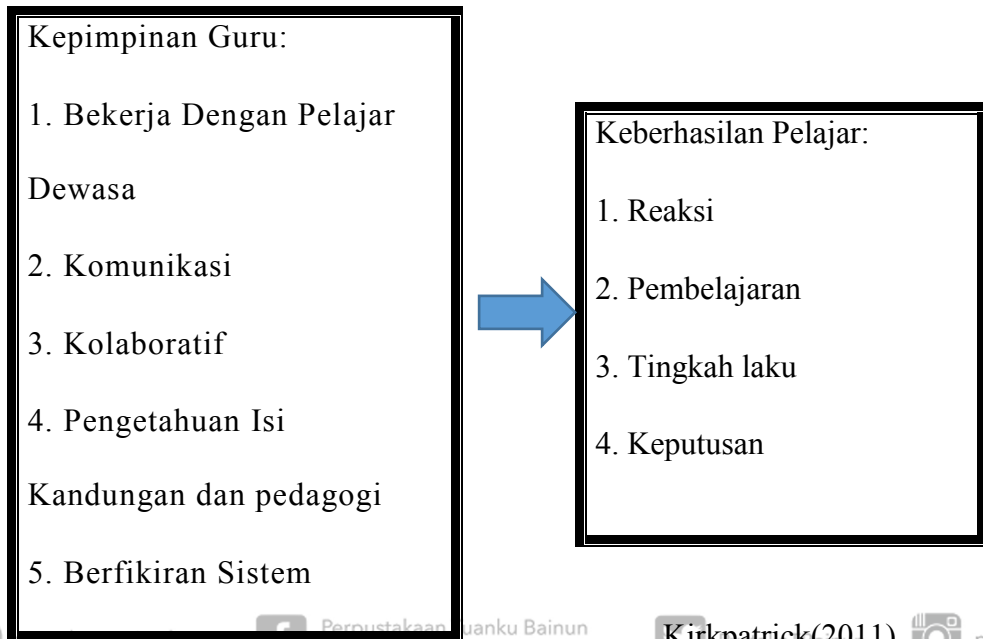 Kepimpinan Guru:
1. Bekerja Dengan Pelajar
Dewasa
2. Komunikasi
3. Kolaboratif
4. Pengetahuan Isi
Kandungan dan pedagogi
5. Berfikiran Sistem
Keberhasilan Pelajar:
1. Reaksi
2. Pembelajaran
3. Tingkah laku
4. Keputusan
Perpustakaan Tuanku Bainun
Kirkpatrick(2011)